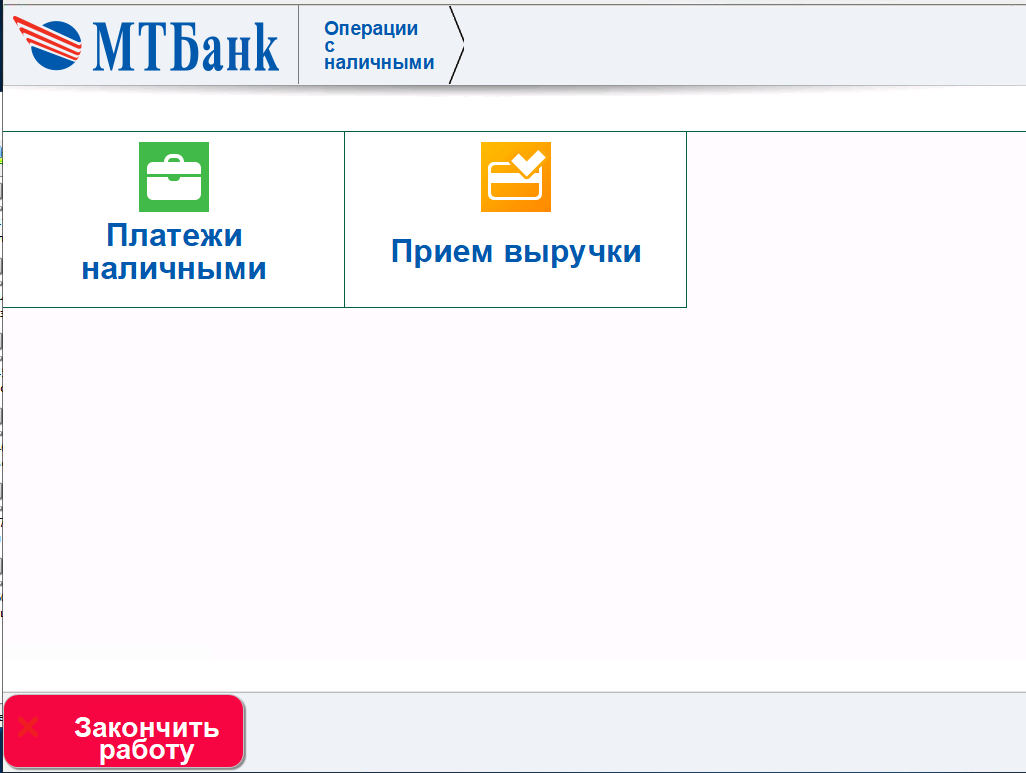 МТБанк
Операции
с
наличными
Платежи
наличными
Прием выручки
Закончить
работу